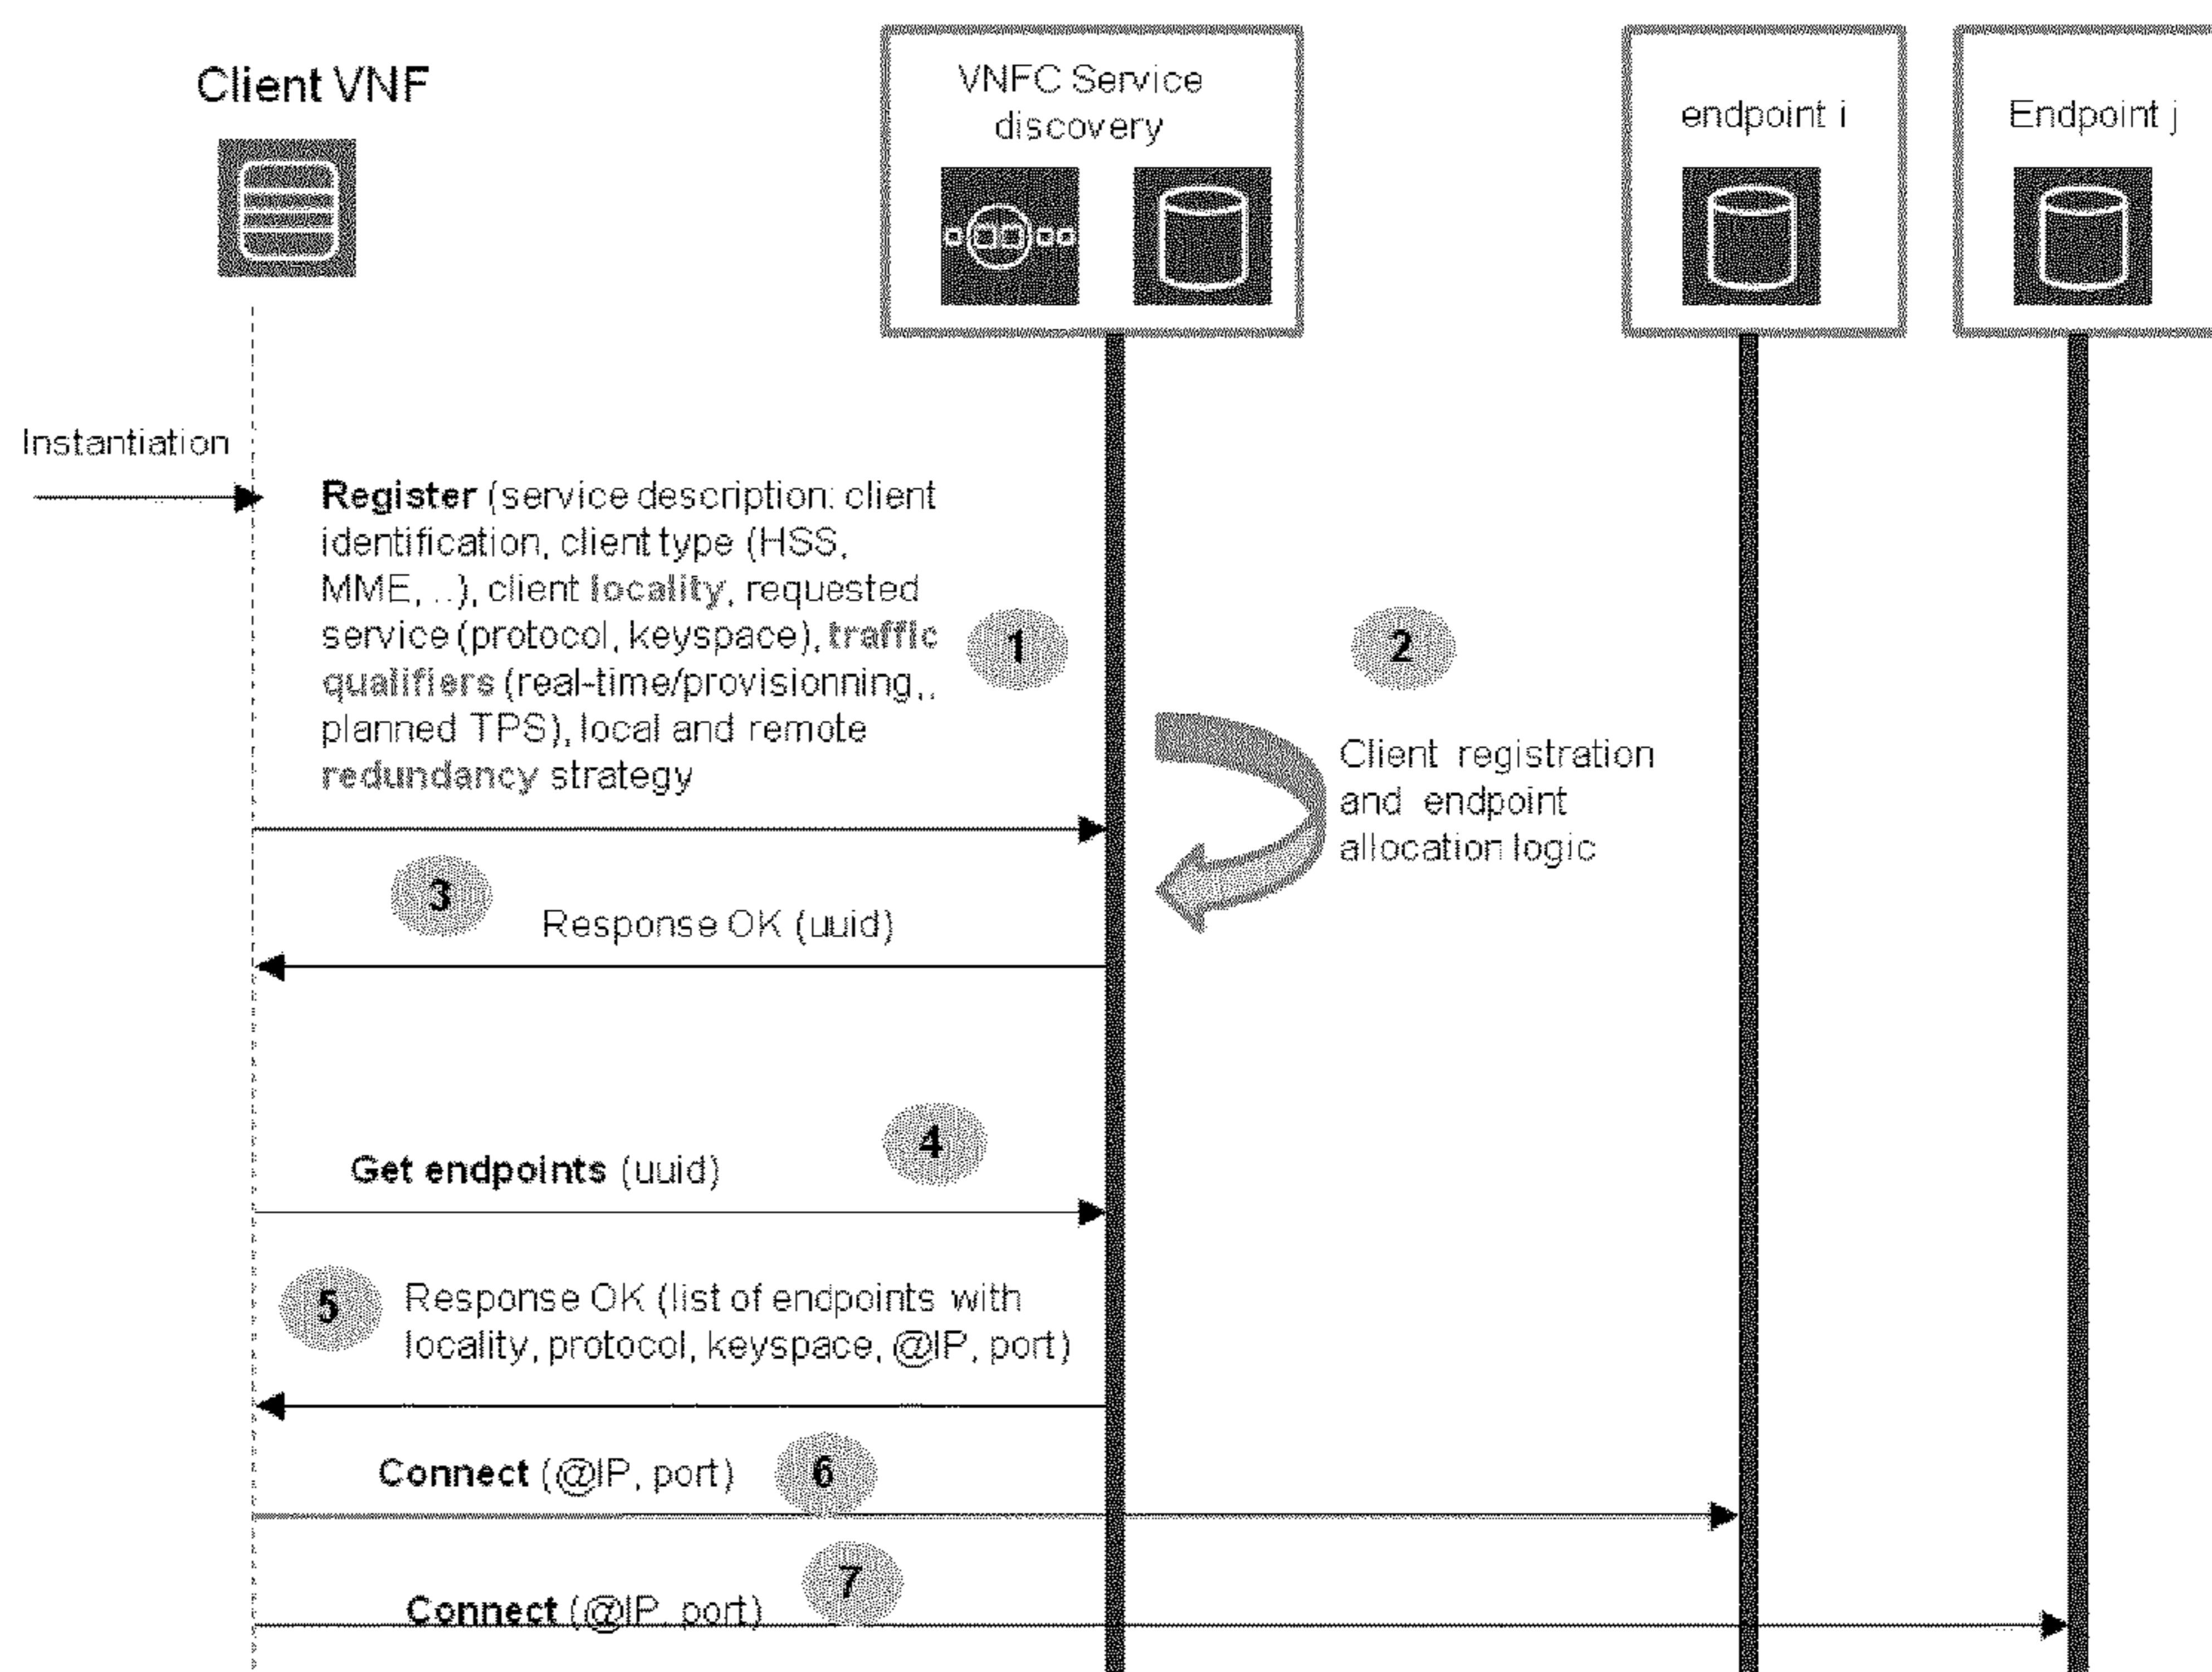 Client VNF
VNFC Service
discovery
endpoint i
Endpoint j
Instantiation
Register (service description: client
identification, client type (HSS,
MME, ..), client locality, requested
service (protocol, keyspace), traffic
qualifiers (real-time/provisionning,.
planned TPS), local and remote
redundancy strategy
1
2
Client registration
and endpoint
allocation logic
3
Response OK (uuid)
4
Get endpoints (uuid)
5
Response OK (list of endpoints with
locality, protocol, keyspace, @IP, port)
Connect (@IP, port)
6
7
Connect (@IP, port)